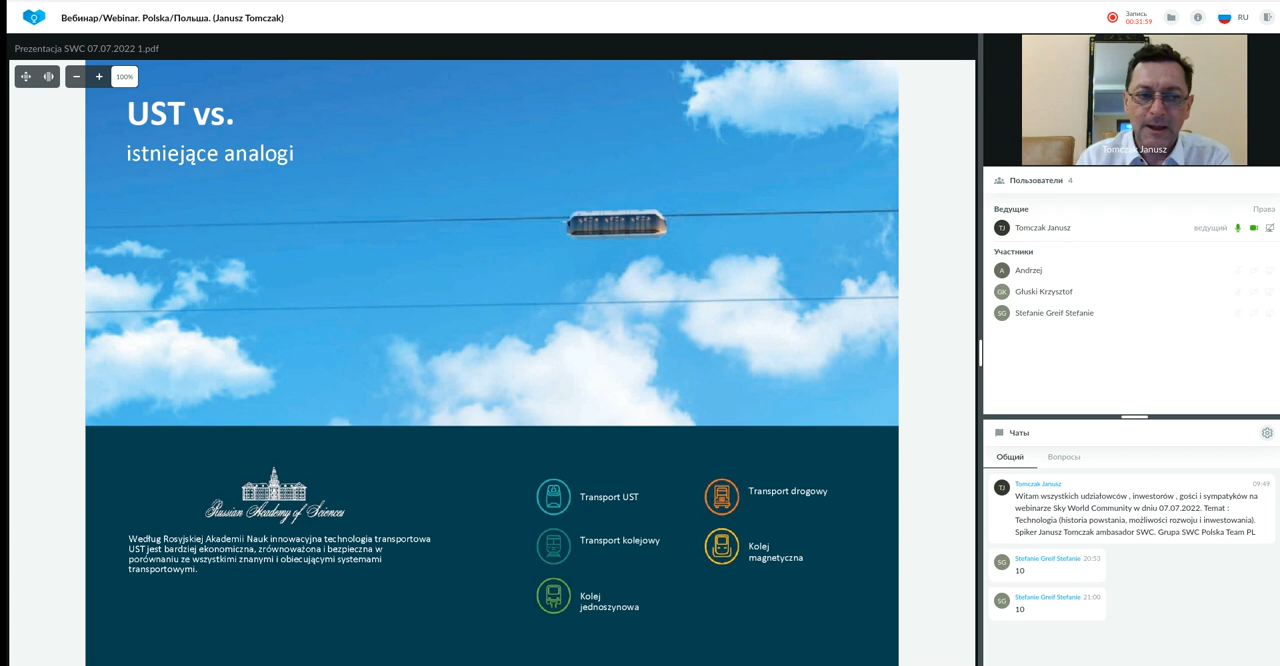 Вебинар/Webinar. Polska/Польша. (Janusz Tomczak)
Запись
00:31:59
RU
Prezentacja SWC 07.07.2022 1.pdf
100%
UST vs.
istniejące analogi
Russian Academy of Sciences
Według Rosyjskiej Akademii Nauk innowacyjna technologia transportowa
UST jest bardziej ekonomiczna, zrównoważona i bezpieczna w
porównaniu ze wszystkimi znanymi i obiecującymi systemami
transportowymi.
Transport UST
Transport kolejowy
Kolej
jednoszynowa
Transport drogowy
Kolej
magnetyczna
Tomczak Janusz
Пользователи 4
Ведущие Права
TJ Tomczak Janusz ведущий
Участники
A Andrzej
GK Głuski Krzysztof
SG Stefanie Greif Stefanie
Чаты
Общий Вопросы
TJ Tomczak Janusz 09:49
Witam wszystkich udziałowców , inwestorów , gości i sympatyków na
webinarze Sky World Community w dniu 07.07.2022. Temat :
Technologia (historia powstania, możliwości rozwoju i inwestowania).
Spiker Janusz Tomczak ambasador SWC. Grupa SWC Polska Team PL
SG Stefanie Greif Stefanie 20:53
10
SG Stefanie Greif Stefanie 21:00
10